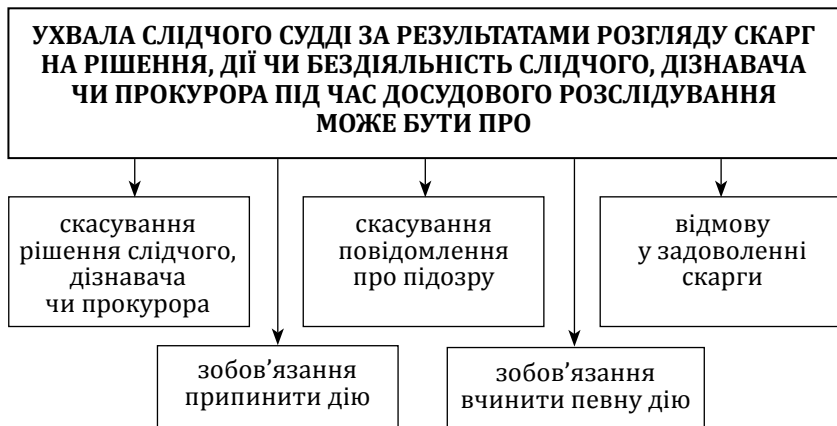 УХВАЛА СЛІДЧОГО СУДДІ ЗА РЕЗУЛЬТАТАМИ РОЗГЛЯДУ СКАРГ
НА РІШЕННЯ, ДІЇ ЧИ БЕЗДІЯЛЬНІСТЬ СЛІДЧОГО, ДІЗНАВАЧА
ЧИ ПРОКУРОРА ПІД ЧАС ДОСУДОВОГО РОЗСЛІДУВАННЯ
МОЖЕ БУТИ ПРО
скасування
рішення слідчого,
дізнавача
чи прокурора
скасування
повідомлення
про підозру
відмову
у задоволенні
скарги
зобов’язання
припинити дію
зобов’язання
вчинити певну дію